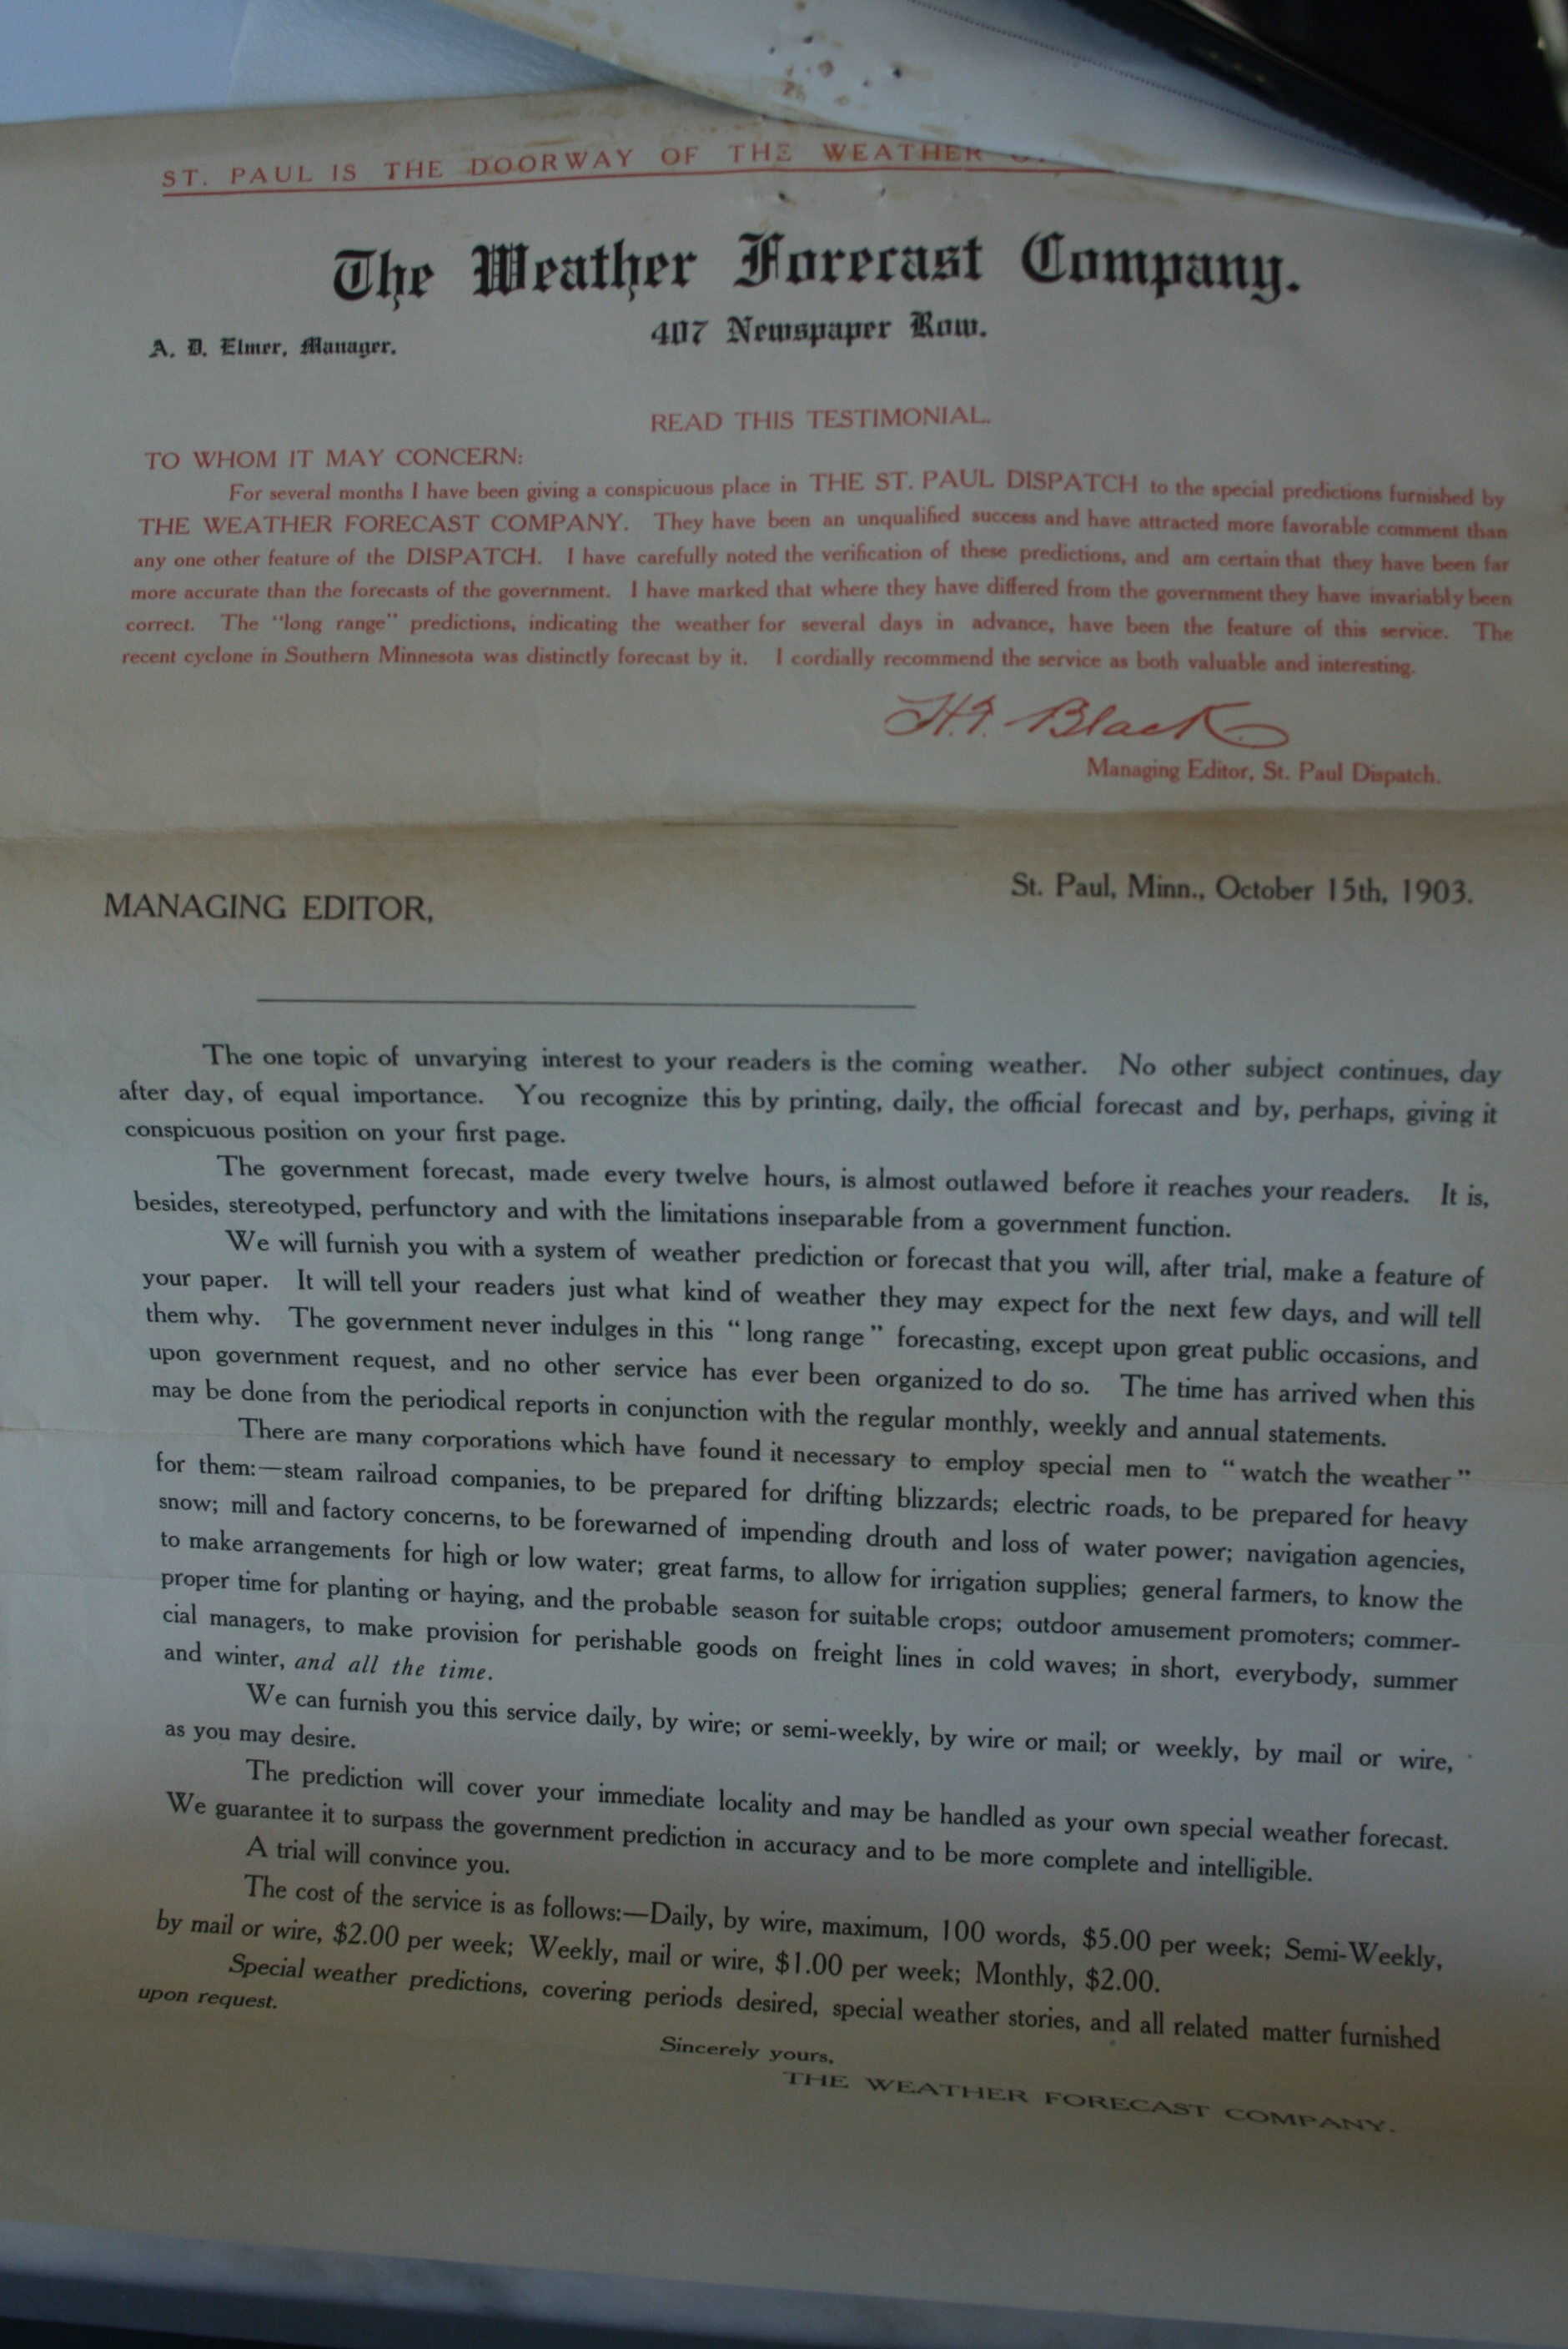 ST. PAUL IS THE DOORWAY OF THE WEATHER
The Weather Forecast Company.
407 Newspaper Row.
A. D. Elmer, Manager.
READ THIS TESTIMONIAL.
TO WHOM IT MAY CONCERN:
For several months I have been giving a conspicuous place in THE ST. PAUL DISPATCH to the special predictions furnished by
THE WEATHER FORECAST COMPANY. They have been an unqualified success and have attracted more favorable comment than
any one other feature of the DISPATCH. I have carefully noted the verification of these predictions, and am certain that they have been far
more accurate than the forecasts of the government. I have marked that where they have differed from the government they have invariably been
correct. The "long range" predictions, indicating the weather for several days in advance, have been the feature of this service. The
recent cyclone in Southern Minnesota was distinctly forecast by it. I cordially recommend the service as both valuable and interesting.
Black
Managing Editor, St. Paul Dispatch.
St. Paul, Minn., October 15th, 1903.
MANAGING EDITOR,
The one topic of unvarying interest to your readers is the coming weather. No other subject continues, day
after day, of equal importance. You recognize this by printing, daily, the official forecast and by, perhaps, giving it
conspicuous position on your first page.
The government forecast, made every twelve hours, is almost outlawed before it reaches your readers. It is,
besides, stereotyped, perfunctory and with the limitations inseparable from a government function.
We will furnish you with a system of weather prediction or forecast that you will, after trial, make a feature of
your paper. It will tell your readers just what kind of weather they may expect for the next few days, and will tell
them why. The government never indulges in this "long range" forecasting, except upon great public occasions, and
upon government request, and no other service has ever been organized to do so. The time has arrived when this
may be done from the periodical reports in conjunction with the regular monthly, weekly and annual statements.
There are many corporations which have found it necessary to employ special men to "watch the weather"
for them:—steam railroad companies, to be prepared for drifting blizzards; electric roads, to be prepared for heavy
snow; mill and factory concerns, to be forewarned of impending drouth and loss of water power; navigation agencies,
to make arrangements for high or low water; great farms, to allow for irrigation supplies; general farmers, to know the
proper time for planting or haying, and the probable season for suitable crops; outdoor amusement promoters; commer-
cial managers, to make provision for perishable goods on freight lines in cold waves; in short, everybody, summer
and winter, and all the time.
We can furnish you this service daily, by wire; or semi-weekly, by wire or mail; or weekly, by mail or wire,
as you may desire.
The prediction will cover your immediate locality and may be handled as your own special weather forecast.
We guarantee it to surpass the government prediction in accuracy and to be more complete and intelligible.
A trial will convince you.
The cost of the service is as follows:—Daily, by wire, maximum, 100 words, $5.00 per week; Semi-Weekly,
by mail or wire, $2.00 per week; Weekly, mail or wire, $1.00 per week; Monthly, $2.00.
Special weather predictions, covering periods desired, special weather stories, and all related matter furnished
upon request.
Sincerely yours,
THE WEATHER FORECAST COMPANY.